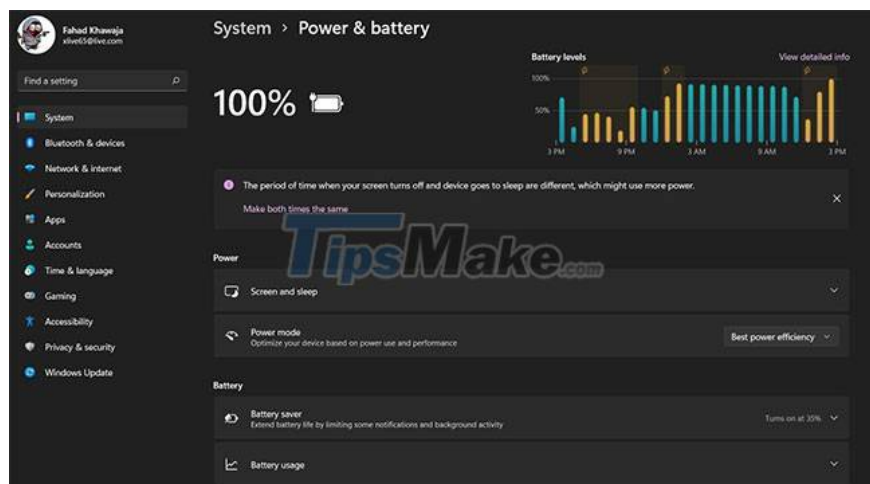 Fahad Khawaja
xlive65@live.com
Find a setting
System
Bluetooth & devices
Network & internet
Personalization
Apps
Accounts
Time & language
Gaming
Accessibility
Privacy & security
Windows Update
System > Power & battery
100%
Battery levels
View detailed info
100%
50%
3 PM 9 PM 3 AM 9 AM 3 PM
The period of time when your screen turns off and device goes to sleep are different, which might use more power.
Make both times the same
TipsMake.com
Power
Screen and sleep
Power mode
Optimize your device based on power use and performance
Best power efficiency
Battery
Battery saver
Extend battery life by limiting some notifications and background activity
Turns on at 35%
Battery usage